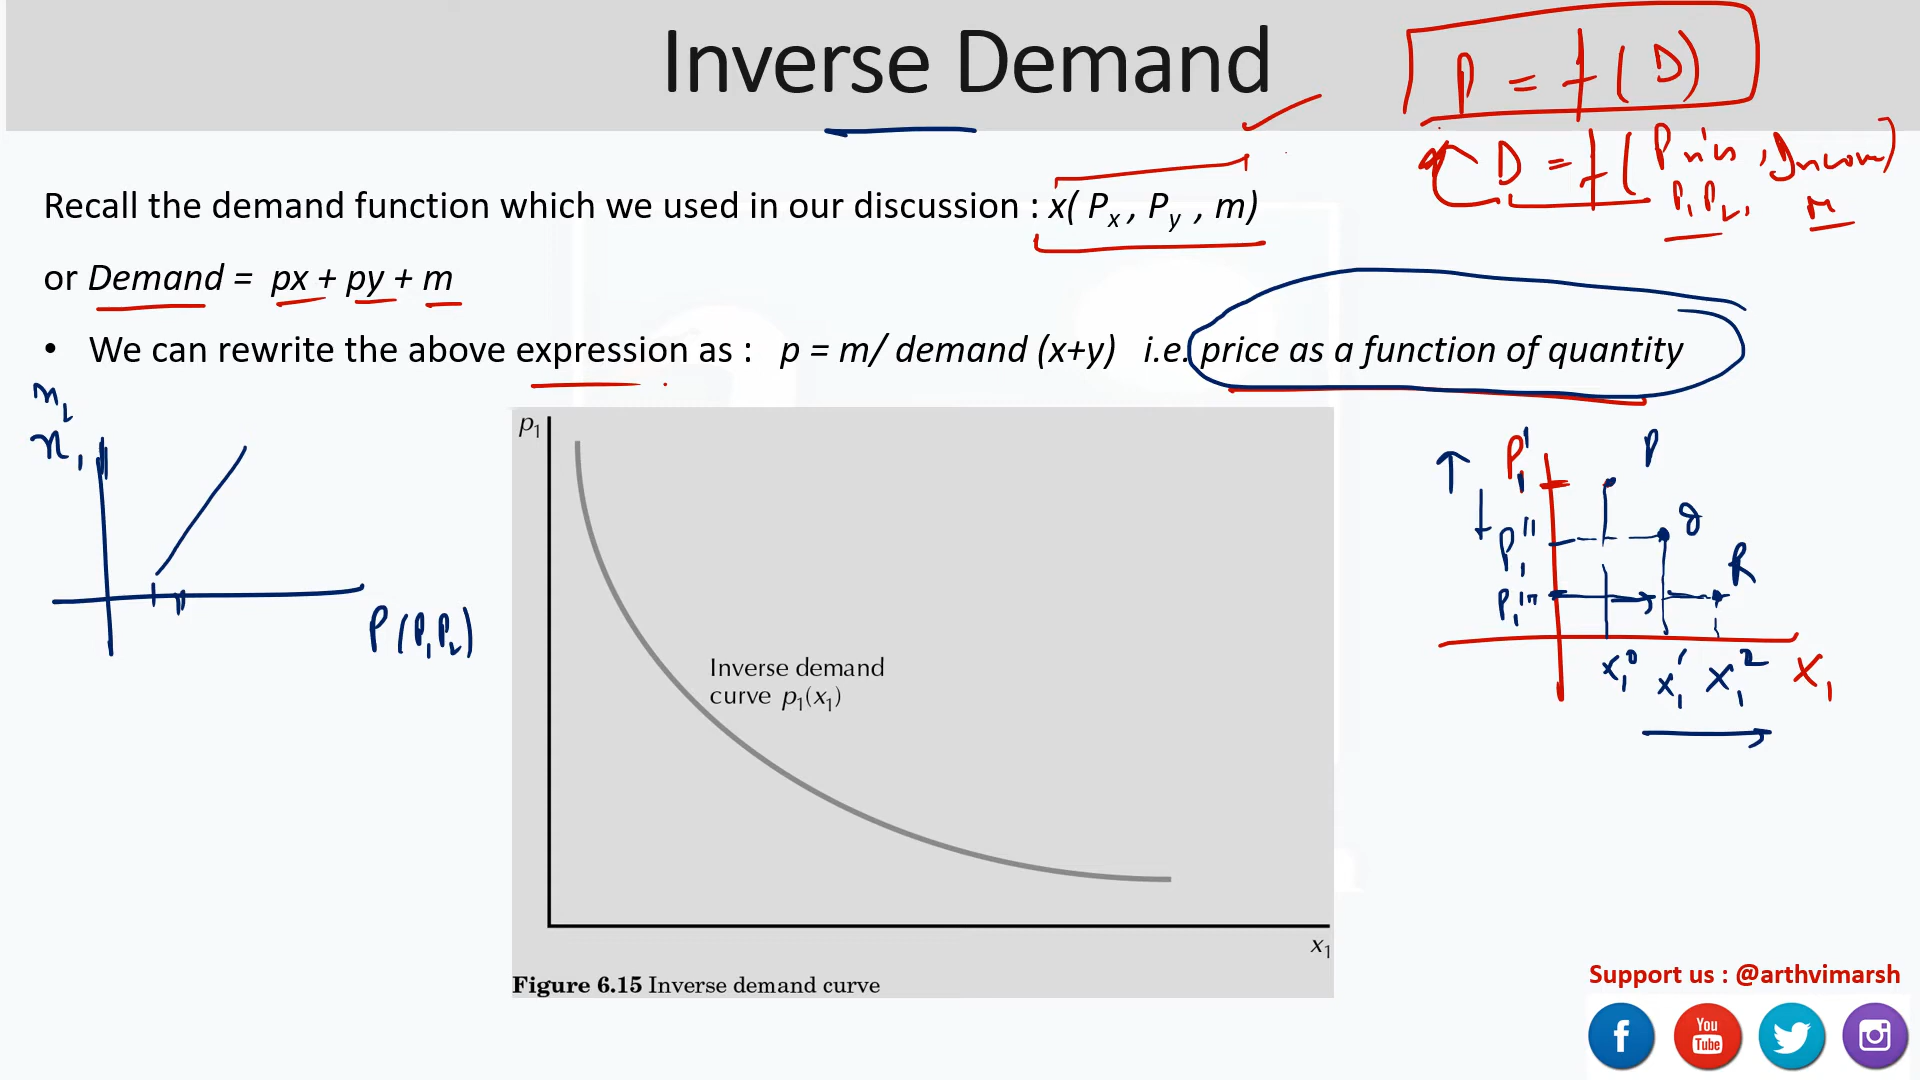 Inverse Demand
P = f(D)
D = f(
P1 P2,
M
Recall the demand function which we used in our discussion : x( Px , Py , m)
or Demand = px + py + m
• We can rewrite the above expression as : p = m/ demand (x+y) i.e. price as a function of quantity
x1
P (P1 P2)
p1
Inverse demand
curve p1(x1)
x1
Figure 6.15 Inverse demand curve
P1'
P
P1''
P1'''
R
x1⁰ x1' x1² X1
Support us : @arthvimarsh
f
You
Tube